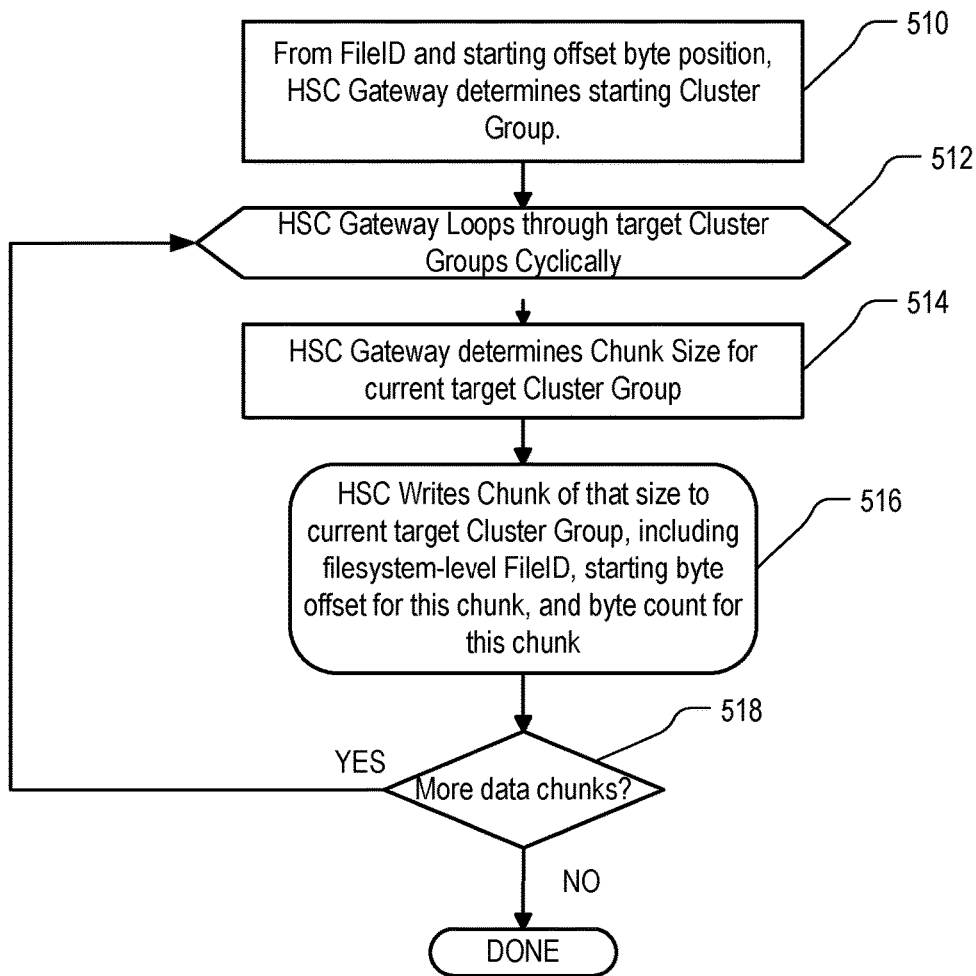 510
From FileID and starting offset byte position,
HSC Gateway determines starting Cluster
Group.
512
HSC Gateway Loops through target Cluster
Groups Cyclically
514
HSC Gateway determines Chunk Size for
current target Cluster Group
HSC Writes Chunk of that size to
current target Cluster Group, including
filesystem-level FileID, starting byte
offset for this chunk, and byte count for
this chunk
516
518
YES
More data chunks?
NO
DONE